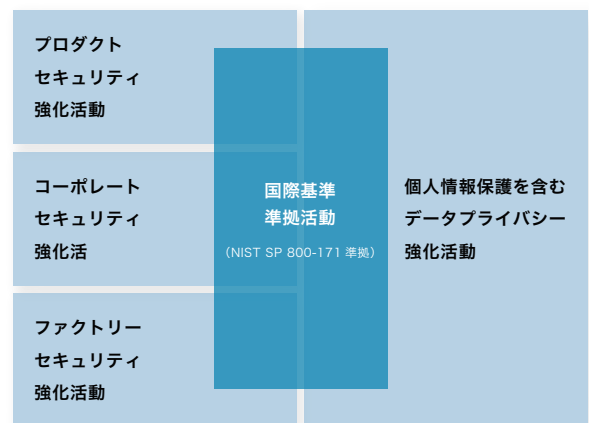 プロダクト
セキュリティ
強化活動
コーポレート
セキュリティ
強化活
ファクトリー
セキュリティ
強化活動
国際基準
準拠活動
（NIST SP 800-171 準拠）
個人情報保護を含む
データプライバシー
強化活動